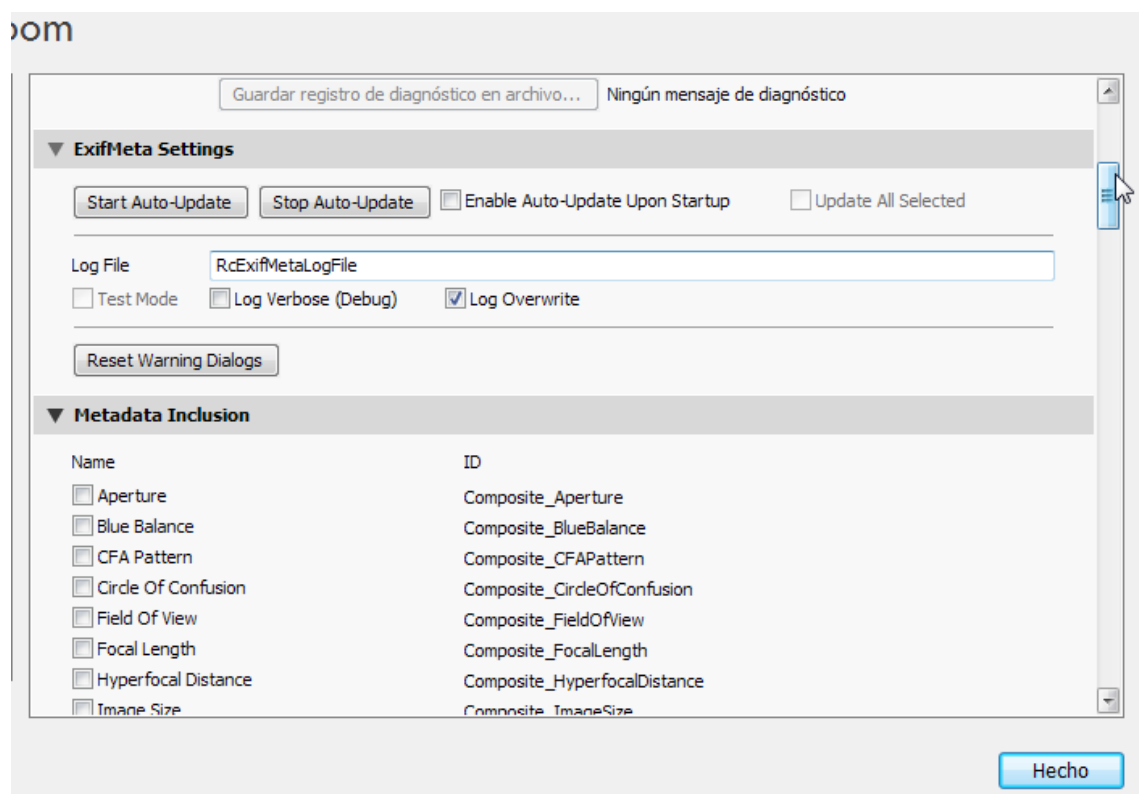 oom
Guardar registro de diagnóstico en archivo... Ningún mensaje de diagnóstico
ExifMeta Settings
Start Auto-Update Stop Auto-Update Enable Auto-Update Upon Startup Update All Selected
Log File RcExifMetaLogFile
Test Mode Log Verbose (Debug) Log Overwrite
Reset Warning Dialogs
Metadata Inclusion
Name ID
Aperture Composite_Aperture
Blue Balance Composite_BlueBalance
CFA Pattern Composite_CFAPattern
Circle Of Confusion Composite_CircleOfConfusion
Field Of View Composite_FieldOfView
Focal Length Composite_FocalLength
Hyperfocal Distance Composite_HyperfocalDistance
Image Size Composite_ImageSize
Hecho